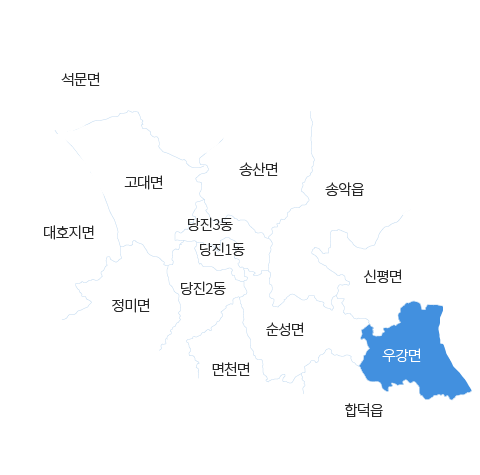 석문면
송산면
고대면
송악읍
당진3동
대호지면
당진1동
신평면
당진2동
정미면
순성면
우강면
면천면
합덕읍